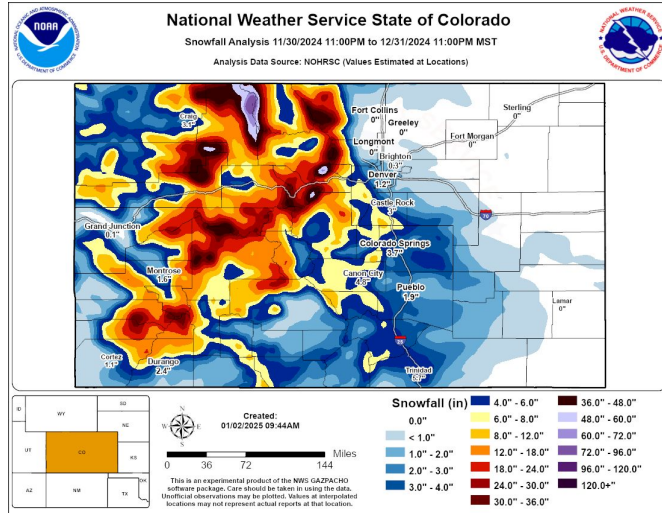 National Weather Service State of Colorado
Snowfall Analysis 11/30/2024 11:00PM to 12/31/2024 11:00PM MST
Analysis Data Source: NOHRSC (Values Estimated at Locations)
NOAA
NATIONAL OCEANIC AND ATMOSPHERIC ADMINISTRATION
U.S. DEPARTMENT OF COMMERCE
NATIONAL WEATHER SERVICE
U.S. DEPARTMENT OF COMMERCE
Craig
3.1"
Fort Collins
0"
Greeley
0"
Sterling
0"
Fort Morgan
0"
Longmont
0"
Brighton
0.3"
Denver
1.2"
Castle Rock
3"
70
Grand Junction
0.1"
Colorado Springs
3.7"
Montrose
1.6"
Canon City
Pueblo
1.9"
Lamar
0"
25
Cortez
1.1"
Durango
2.4"
Trinidad
ID
WY
SD
NE
UT
CO
KS
AZ
NM
OK
TX
N
W
E
S
Created:
01/02/2025 09:44AM
0 36 72 144 Miles
This is an experimental product of the NWS GAZPACHO
software package. Care should be taken in using the data.
Unofficial observations may be plotted. Values at interpolated
locations may not represent actual reports at that location.
Snowfall (in)
0.0"
< 1.0"
1.0" - 2.0"
2.0" - 3.0"
3.0" - 4.0"
4.0" - 6.0"
6.0" - 8.0"
8.0" - 12.0"
12.0" - 18.0"
18.0" - 24.0"
24.0" - 30.0"
30.0" - 36.0"
36.0" - 48.0"
48.0" - 60.0"
60.0" - 72.0"
72.0" - 96.0"
96.0" - 120.0"
120.0+"